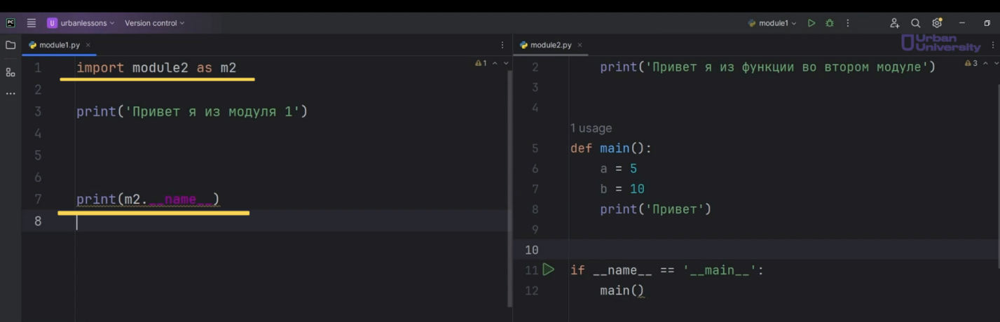 PC
U urbanlessons Version control module1
module1.py
1 import module2 as m2
2
3 print('Привет я из модуля 1')
4
5
6
7 print(m2.__name__)
8
1
module2.py
Urban University
2 print('Привет я из функции во втором модуле')
3
4
1 usage
5 def main():
6 a = 5
7 b = 10
8 print('Привет')
9
10
11 if __name__ == '__main__':
12 main()
3